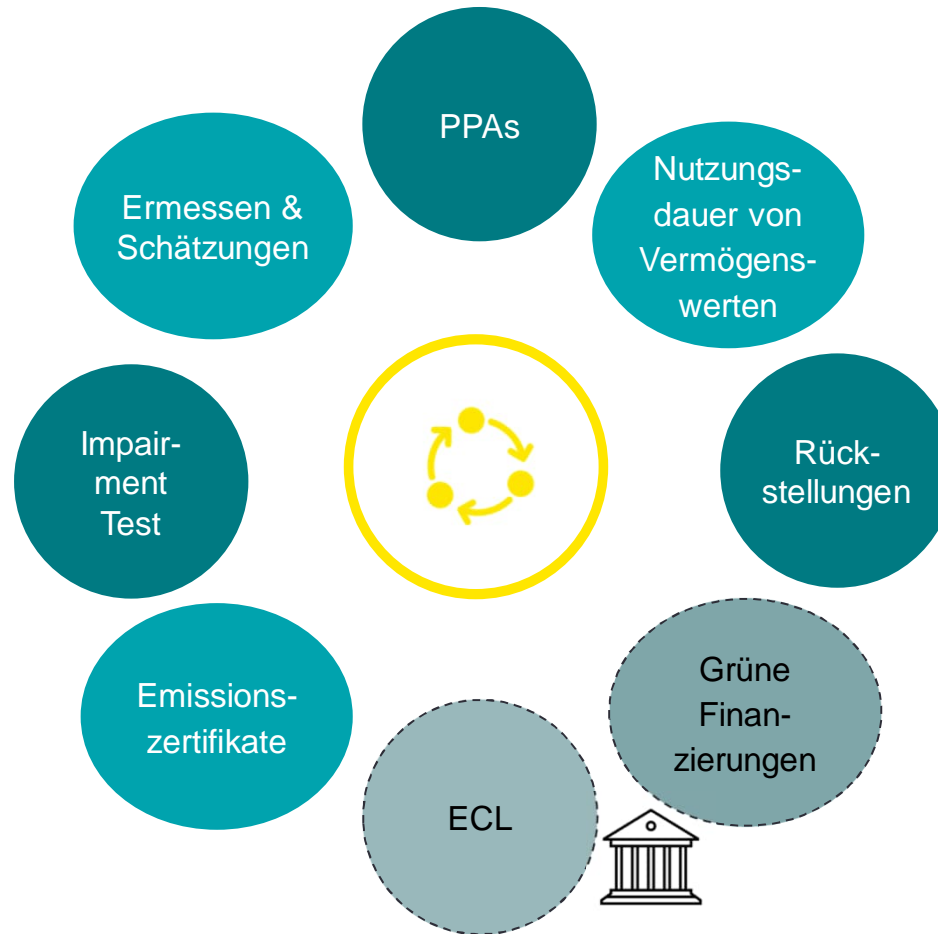 PPAs
Nutzungs-
dauer von
Vermögens-
werten
Rück-
stellungen
Grüne
Finan-
zierungen
ECL
Emissions-
zertifikate
Impair-
ment
Test
Ermessen &
Schätzungen